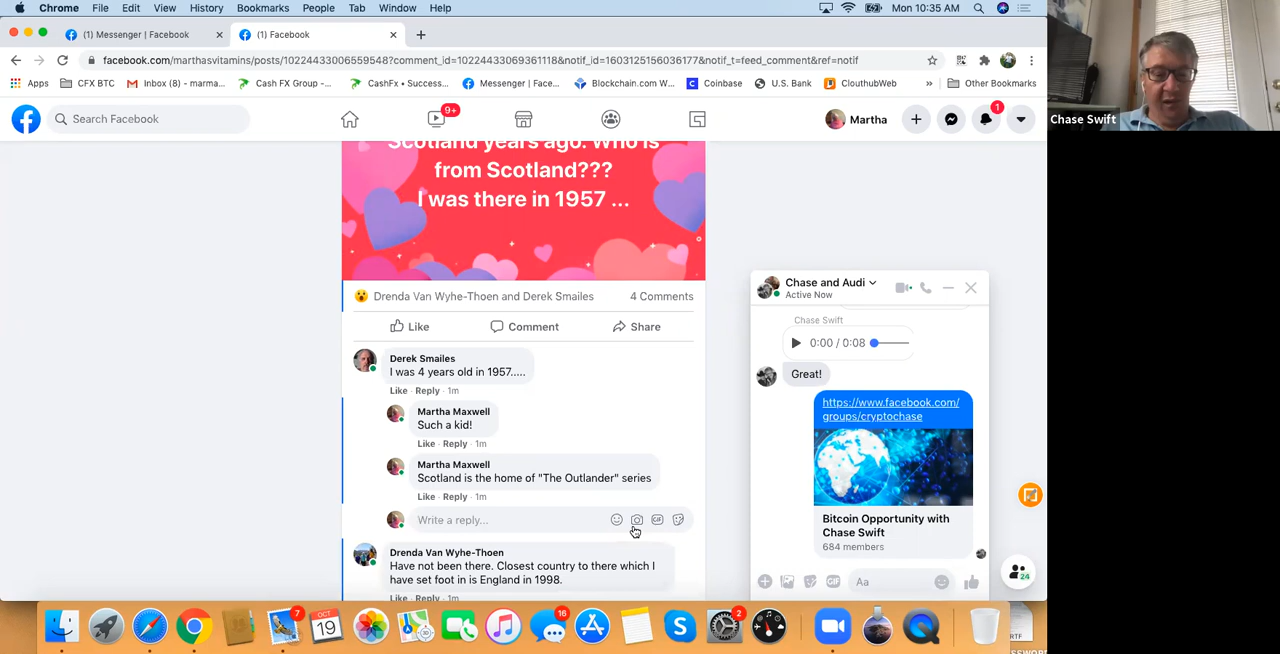 Chrome File Edit View History Bookmarks People Tab Window Help Mon 10:35 AM
(1) Messenger | Facebook (1) Facebook
facebook.com/marthasvitamins/posts/10224433006559548?comment_id=10224433069361118&notif_id=1603125156036177&notif_t=feed_comment&ref=notif
Apps CFX BTC Inbox (8) - marma... Cash FX Group -... CashFx • Success... Messenger | Face... Blockchain.com W... Coinbase U.S. Bank ClouthubWeb » Other Bookmarks
Chase Swift
Search Facebook 9+ Martha 1
Scotland years ago. Who is
from Scotland???
I was there in 1957 ...
Drenda Van Wyhe-Thoen and Derek Smailes 4 Comments
Like Comment Share
Derek Smailes
I was 4 years old in 1957.....
Like · Reply · 1m
Martha Maxwell
Such a kid!
Like · Reply · 1m
Martha Maxwell
Scotland is the home of "The Outlander" series
Like · Reply · 1m
Write a reply... GIF
Drenda Van Wyhe-Thoen
Have not been there. Closest country to there which I
have set foot in is England in 1998.
Like · Reply · 1m
Chase and Audi
Active Now
Chase Swift
0:00 / 0:08
Great!
https://www.facebook.com/
groups/cryptochase
Bitcoin Opportunity with
Chase Swift
684 members
GIF Aa
24
7 OCT 19 16 2 RTF